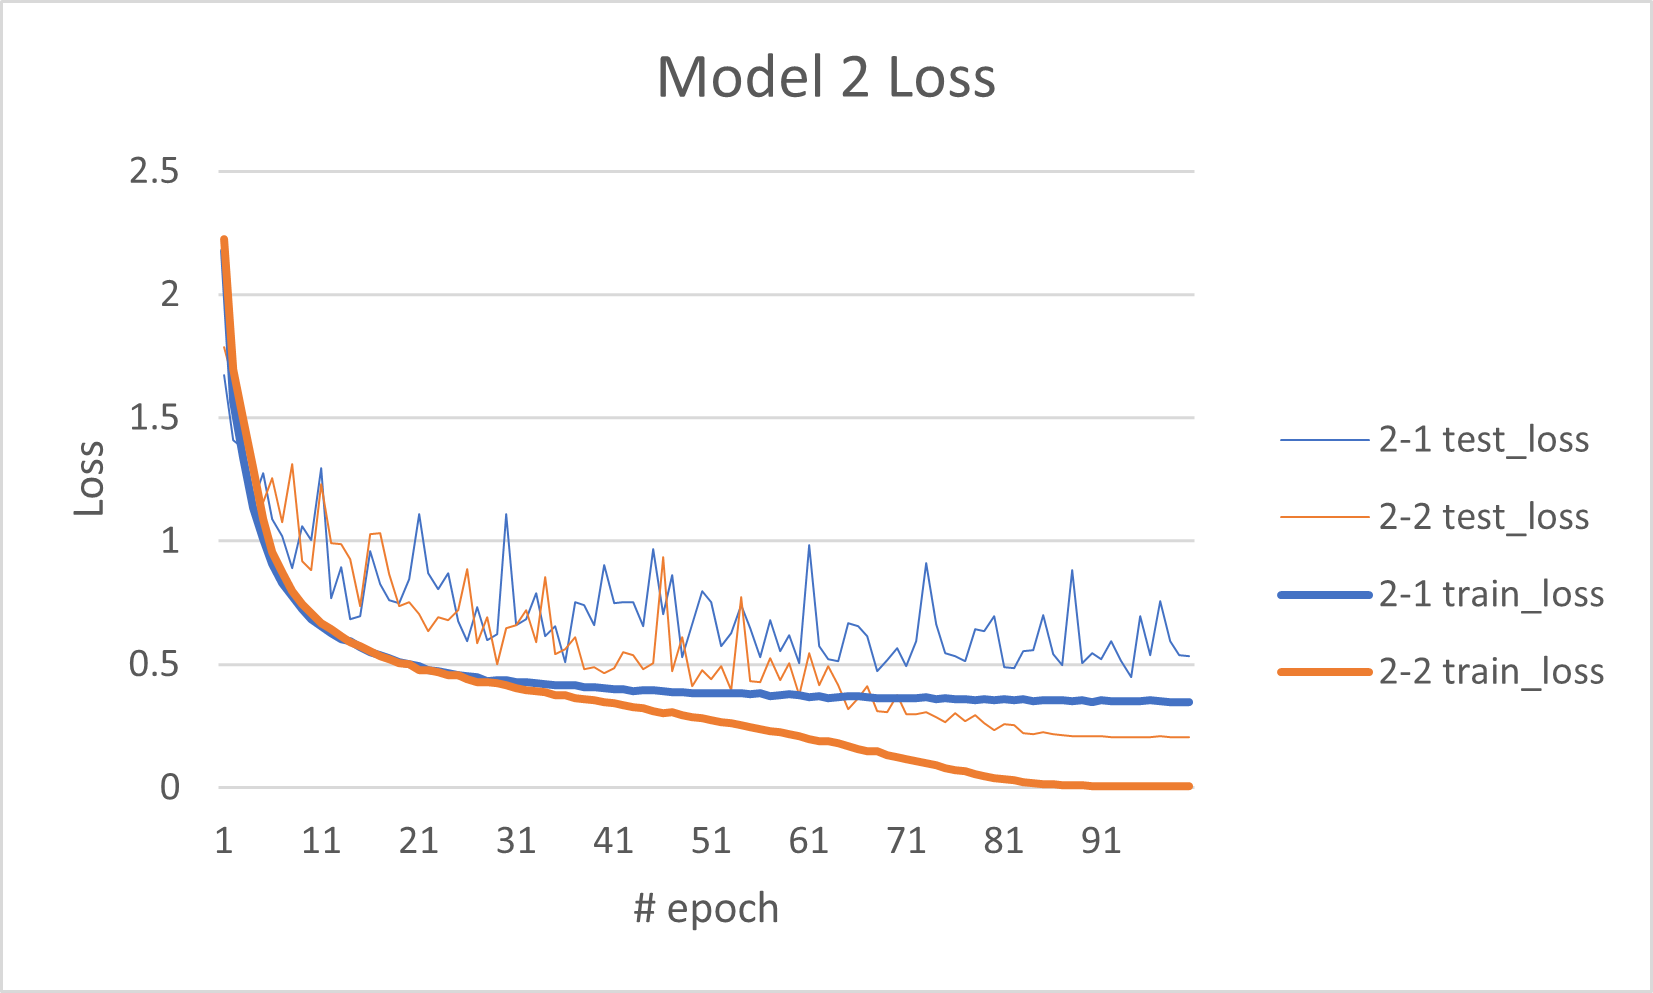 Model 2 Loss
2.5
2
1.5
1
0.5
0
Loss
1 11 21 31 41 51 61 71 81 91
# epoch
2-1 test_loss
2-2 test_loss
2-1 train_loss
2-2 train_loss